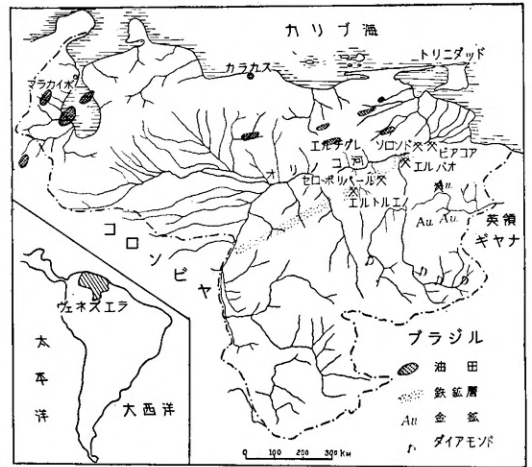 カリブ海
トリニダッド
カラカス
マラカイボ
エルチグレ
ソロンド
ピアコア
エルパオ
オリノコ河
セロ・ボリバール
エルトルエノ
Au
Au
Au
英領
ギヤナ
コロンビヤ
ブラジル
ヴェネズエラ
太平洋
大西洋
油田
鉄鉱層
Au 金鉱
D ダイアモンド
0 100 200 300 KM